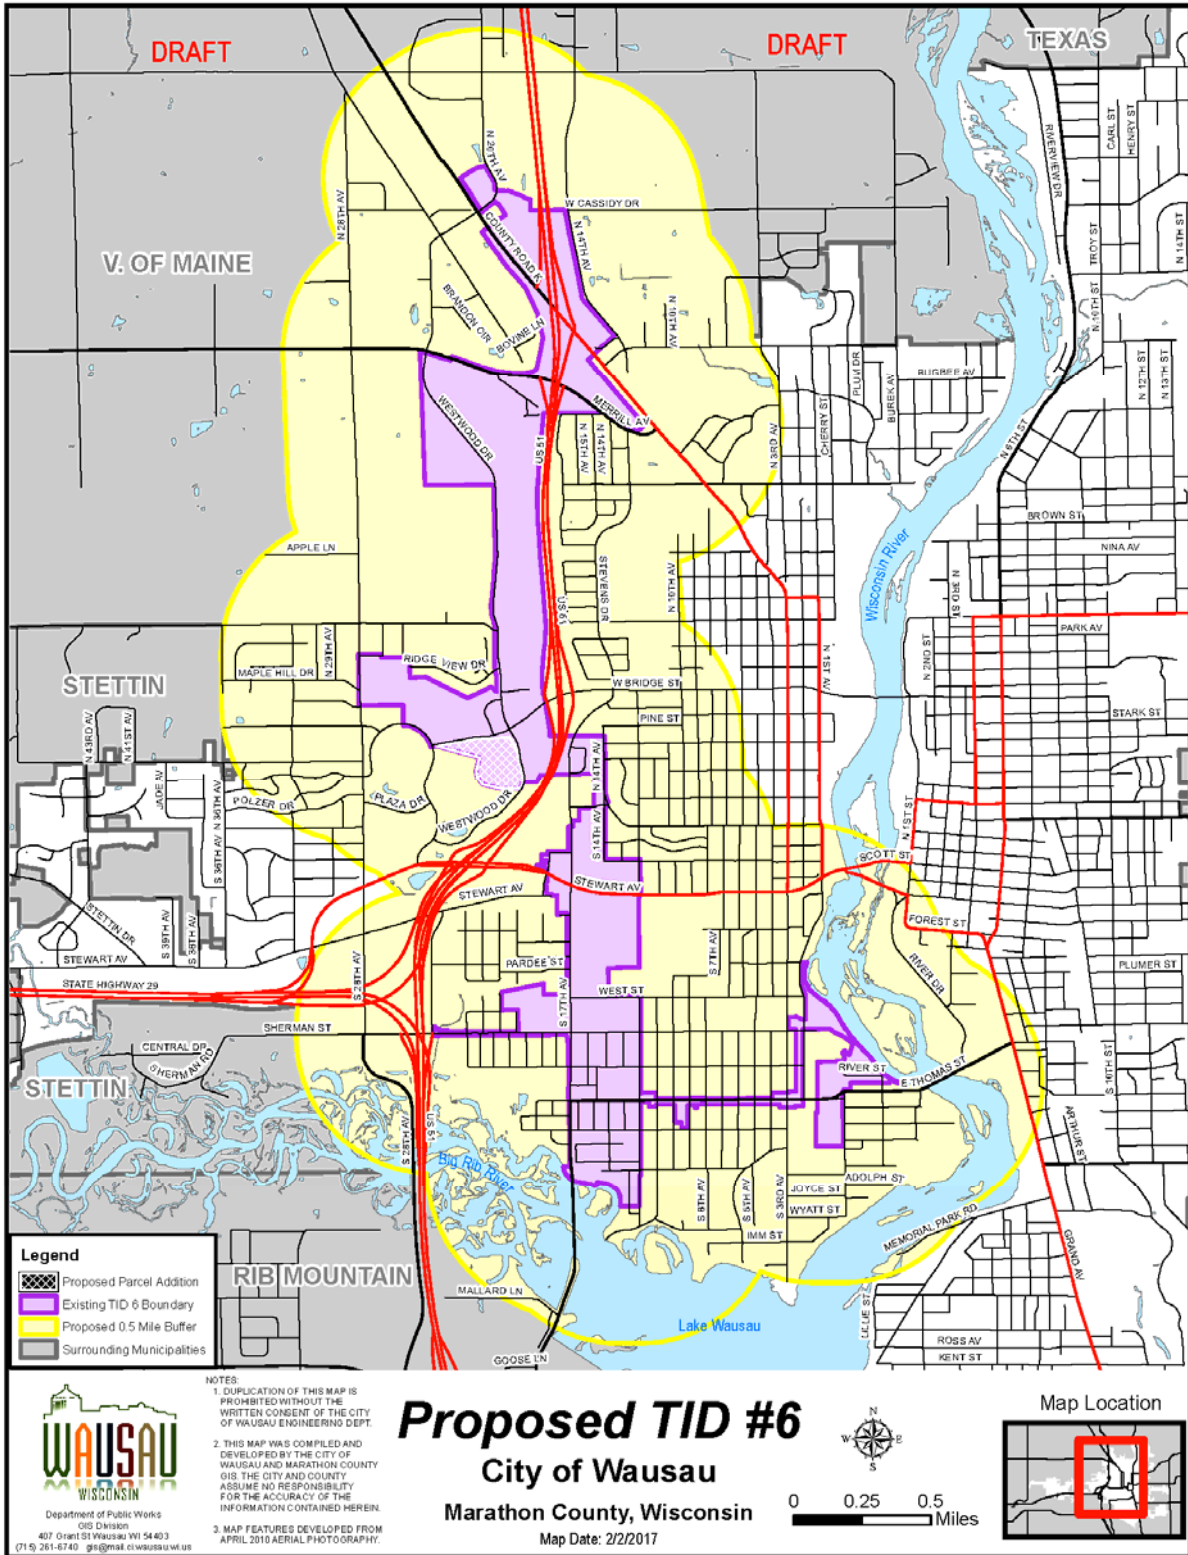 DRAFT
DRAFT
TEXAS
CARL ST
HENRY ST
RIVERVIEW DR
N 20TH AV
N 28TH AV
W CASSIDY DR
COUNTY ROAD K
N 14TH AV
TROY ST
N 14TH ST
V. OF MAINE
BRANDON CIR
BOVINE LN
N 10TH AV
N 10TH ST
PLUM DR
BUGBEE AV
BUREK AV
N 12TH ST
N 13TH ST
WESTWOOD DR
MERRILL AV
US 51
N 15TH AV
N 14TH AV
N 3RD AV
CHERRY ST
N 6TH ST
BROWN ST
APPLE LN
NINA AV
Wisconsin River
STEVENS DR
N 10TH AV
N 3RD ST
US 51
N 29TH AV
RIDGE VIEW DR
MAPLE HILL DR
N 1ST AV
N 2ND ST
PARK AV
STETTIN
W BRIDGE ST
PINE ST
STARK ST
N 43RD AV
N 41ST AV
N 14TH AV
JADE AV
N 36TH AV
POLZER DR
PLAZA DR
WESTWOOD DR
S 14TH AV
N 1ST ST
S 36TH AV
SCOTT ST
STEWART AV
STEWART AV
STETTIN DR
S 39TH AV
S 38TH AV
FOREST ST
STEWART AV
PARDEE ST
S 7TH AV
RIVER DR
PLUMER ST
STATE HIGHWAY 29
S 28TH AV
S 17TH AV
WEST ST
SHERMAN ST
CENTRAL DR
SHERMAN RD
STETTIN
RIVER ST
E THOMAS ST
S 10TH ST
US 51
S 28TH AV
ARTHUR ST
Big Rib River
ADOLPH ST
JOYCE ST
WYATT ST
S 5TH AV
S 3RD AV
IMM ST
MEMORIAL PARK RD
GRAND AV
RIB MOUNTAIN
MALLARD LN
Lake Wausau
LILLIE ST
ROSS AV
KENT ST
GOOSE LN
Legend
Proposed Parcel Addition
Existing TID 6 Boundary
Proposed 0.5 Mile Buffer
Surrounding Municipalities
WAUSAU
WISCONSIN
Department of Public Works
GIS Division
407 Grant St Wausau WI 54403
(715) 261-6740 gis@mail.ci.wausau.wi.us
NOTES:
1. DUPLICATION OF THIS MAP IS
PROHIBITED WITHOUT THE
WRITTEN CONSENT OF THE CITY
OF WAUSAU ENGINEERING DEPT.
2. THIS MAP WAS COMPILED AND
DEVELOPED BY THE CITY OF
WAUSAU AND MARATHON COUNTY
GIS. THE CITY AND COUNTY
ASSUME NO RESPONSIBILITY
FOR THE ACCURACY OF THE
INFORMATION CONTAINED HEREIN.
3. MAP FEATURES DEVELOPED FROM
APRIL 2010 AERIAL PHOTOGRAPHY.
Proposed TID #6
City of Wausau
Marathon County, Wisconsin
Map Date: 2/2/2017
N
W
E
S
0 0.25 0.5
Miles
Map Location